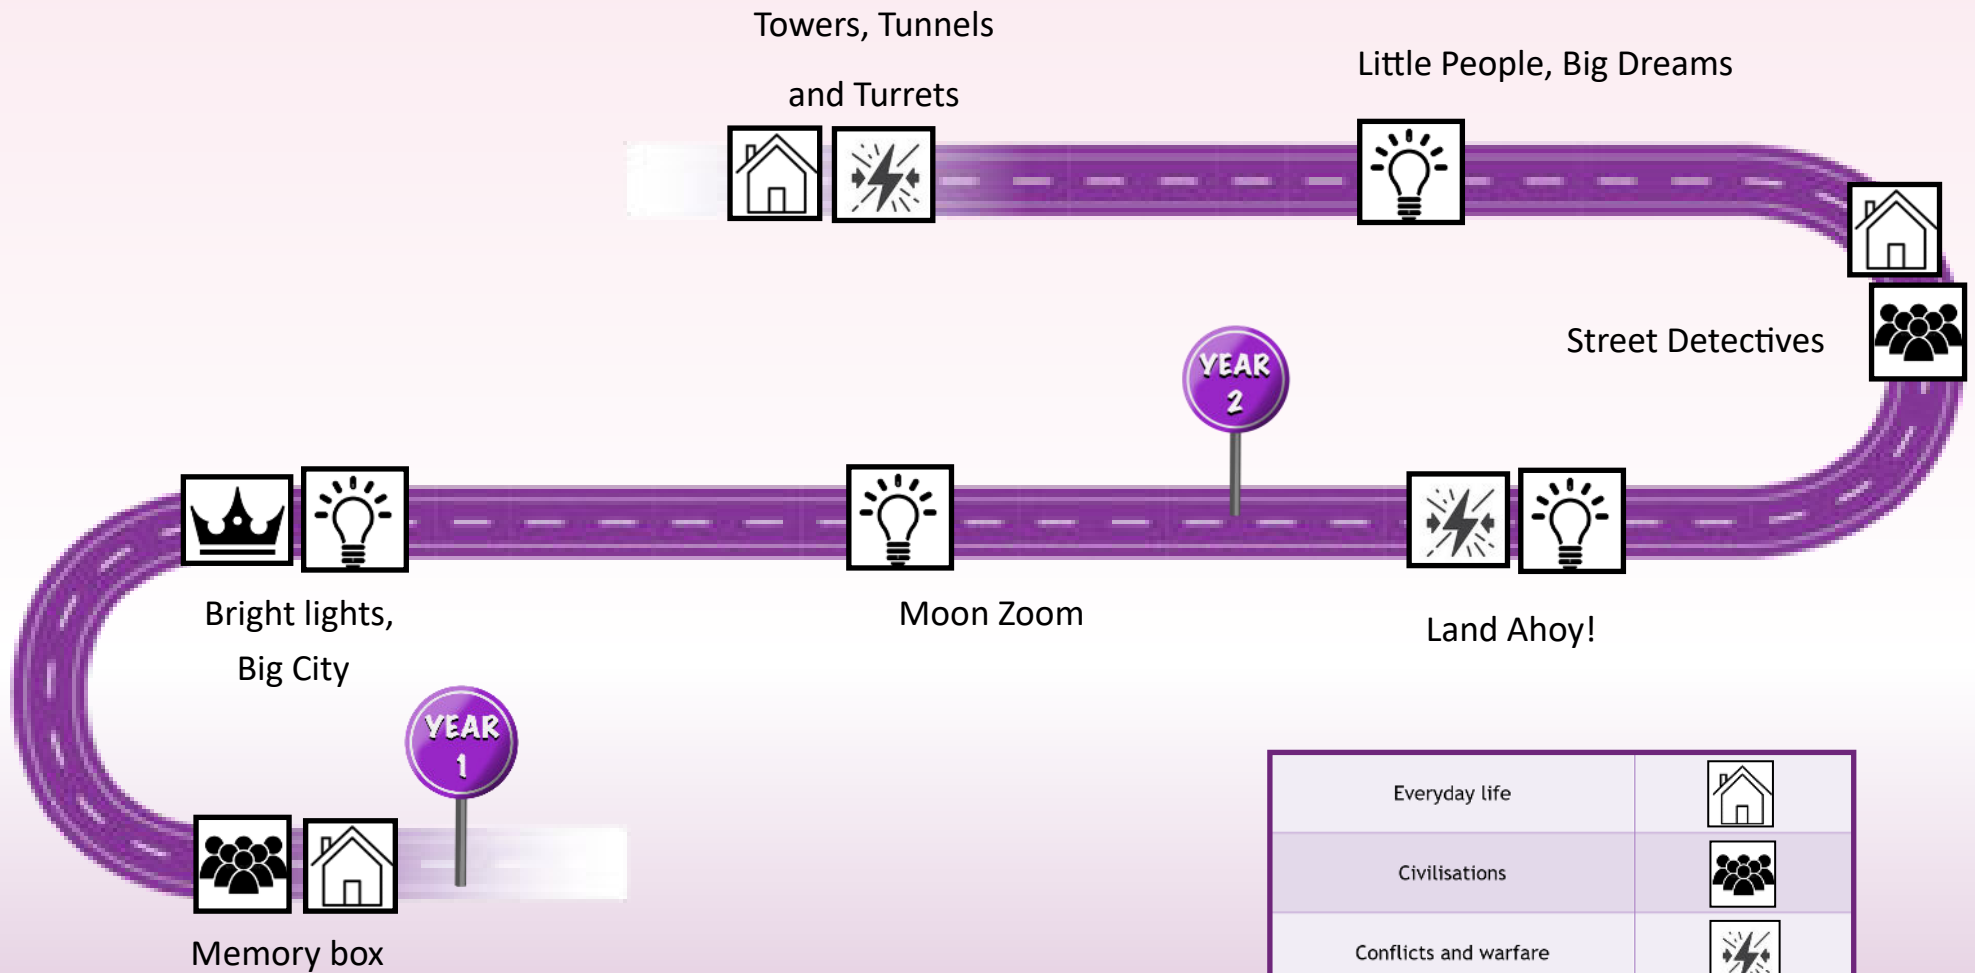 Towers, Tunnels
and Turrets
Little People, Big Dreams
Street Detectives
YEAR
2
Bright lights,
Big City
Moon Zoom
Land Ahoy!
YEAR
1
Memory box
Everyday life
Civilisations
Conflicts and warfare